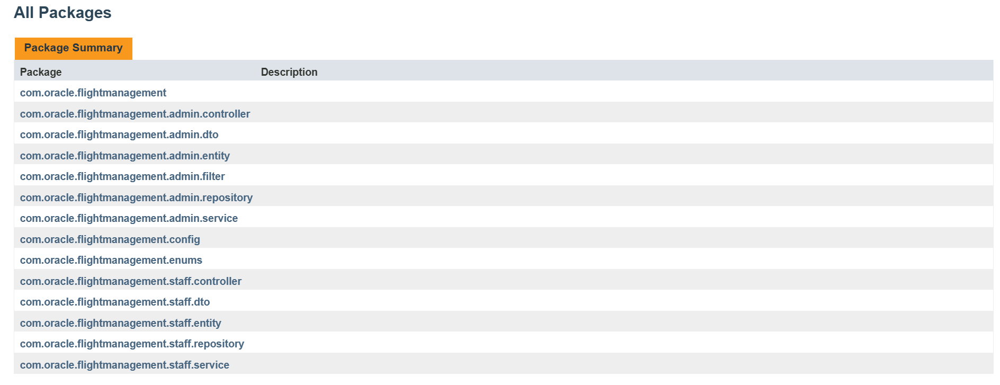 All Packages
Package Summary
Package Description
com.oracle.flightmanagement
com.oracle.flightmanagement.admin.controller
com.oracle.flightmanagement.admin.dto
com.oracle.flightmanagement.admin.entity
com.oracle.flightmanagement.admin.filter
com.oracle.flightmanagement.admin.repository
com.oracle.flightmanagement.admin.service
com.oracle.flightmanagement.config
com.oracle.flightmanagement.enums
com.oracle.flightmanagement.staff.controller
com.oracle.flightmanagement.staff.dto
com.oracle.flightmanagement.staff.entity
com.oracle.flightmanagement.staff.repository
com.oracle.flightmanagement.staff.service